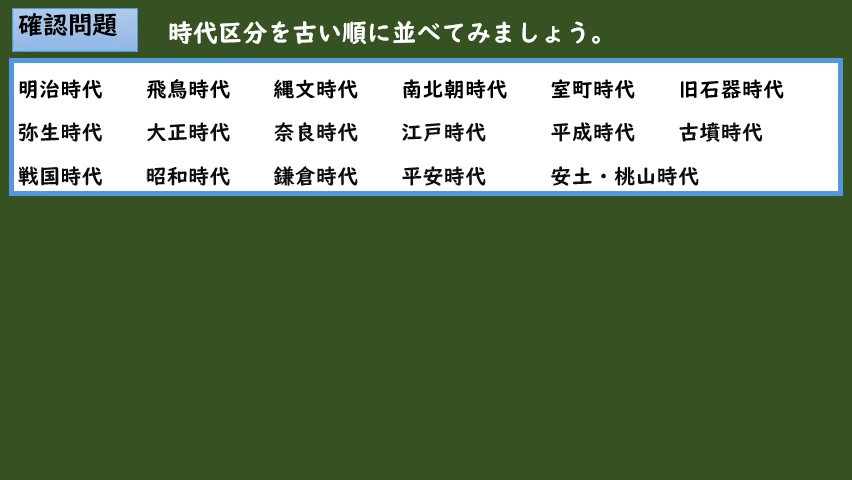 確認問題
時代区分を古い順に並べてみましょう。
明治時代 飛鳥時代 縄文時代 南北朝時代 室町時代 旧石器時代
弥生時代 大正時代 奈良時代 江戸時代 平成時代 古墳時代
戦国時代 昭和時代 鎌倉時代 平安時代 安土・桃山時代